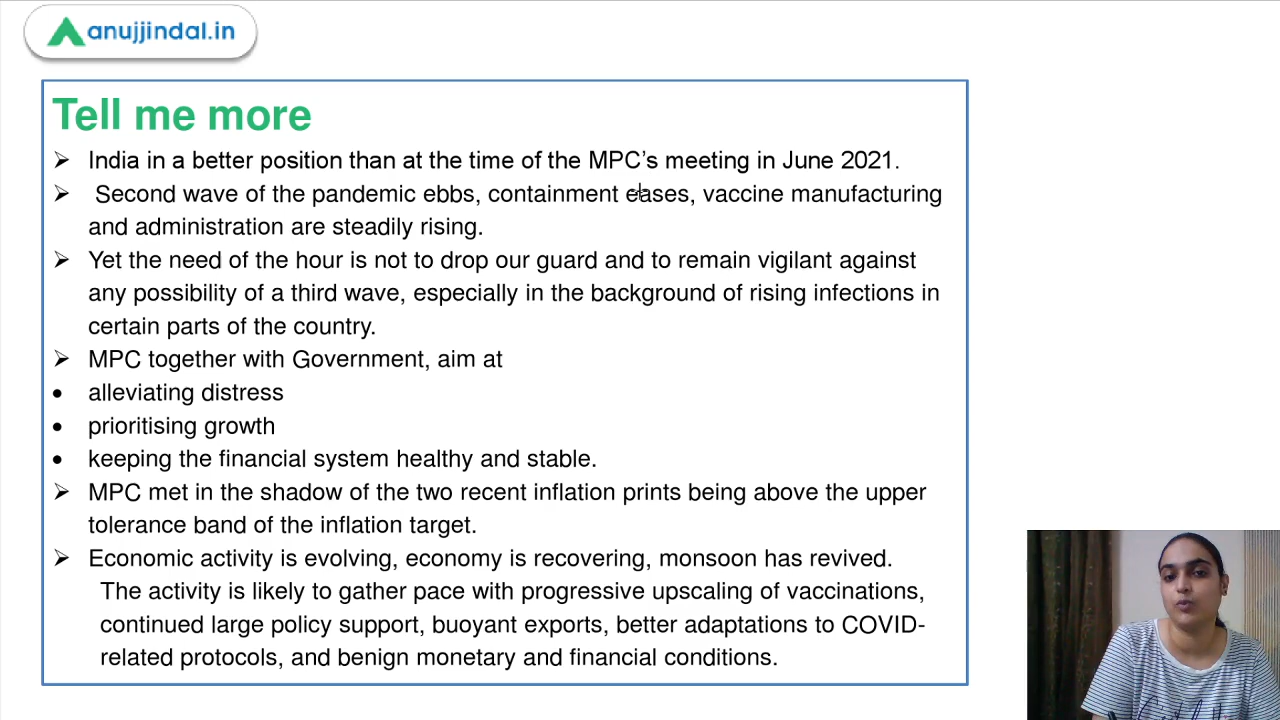 anujjindal.in
Tell me more
➢ India in a better position than at the time of the MPC’s meeting in June 2021.
➢ Second wave of the pandemic ebbs, containment eases, vaccine manufacturing
and administration are steadily rising.
➢ Yet the need of the hour is not to drop our guard and to remain vigilant against
any possibility of a third wave, especially in the background of rising infections in
certain parts of the country.
➢ MPC together with Government, aim at
• alleviating distress
• prioritising growth
• keeping the financial system healthy and stable.
➢ MPC met in the shadow of the two recent inflation prints being above the upper
tolerance band of the inflation target.
➢ Economic activity is evolving, economy is recovering, monsoon has revived.
The activity is likely to gather pace with progressive upscaling of vaccinations,
continued large policy support, buoyant exports, better adaptations to COVID-
related protocols, and benign monetary and financial conditions.